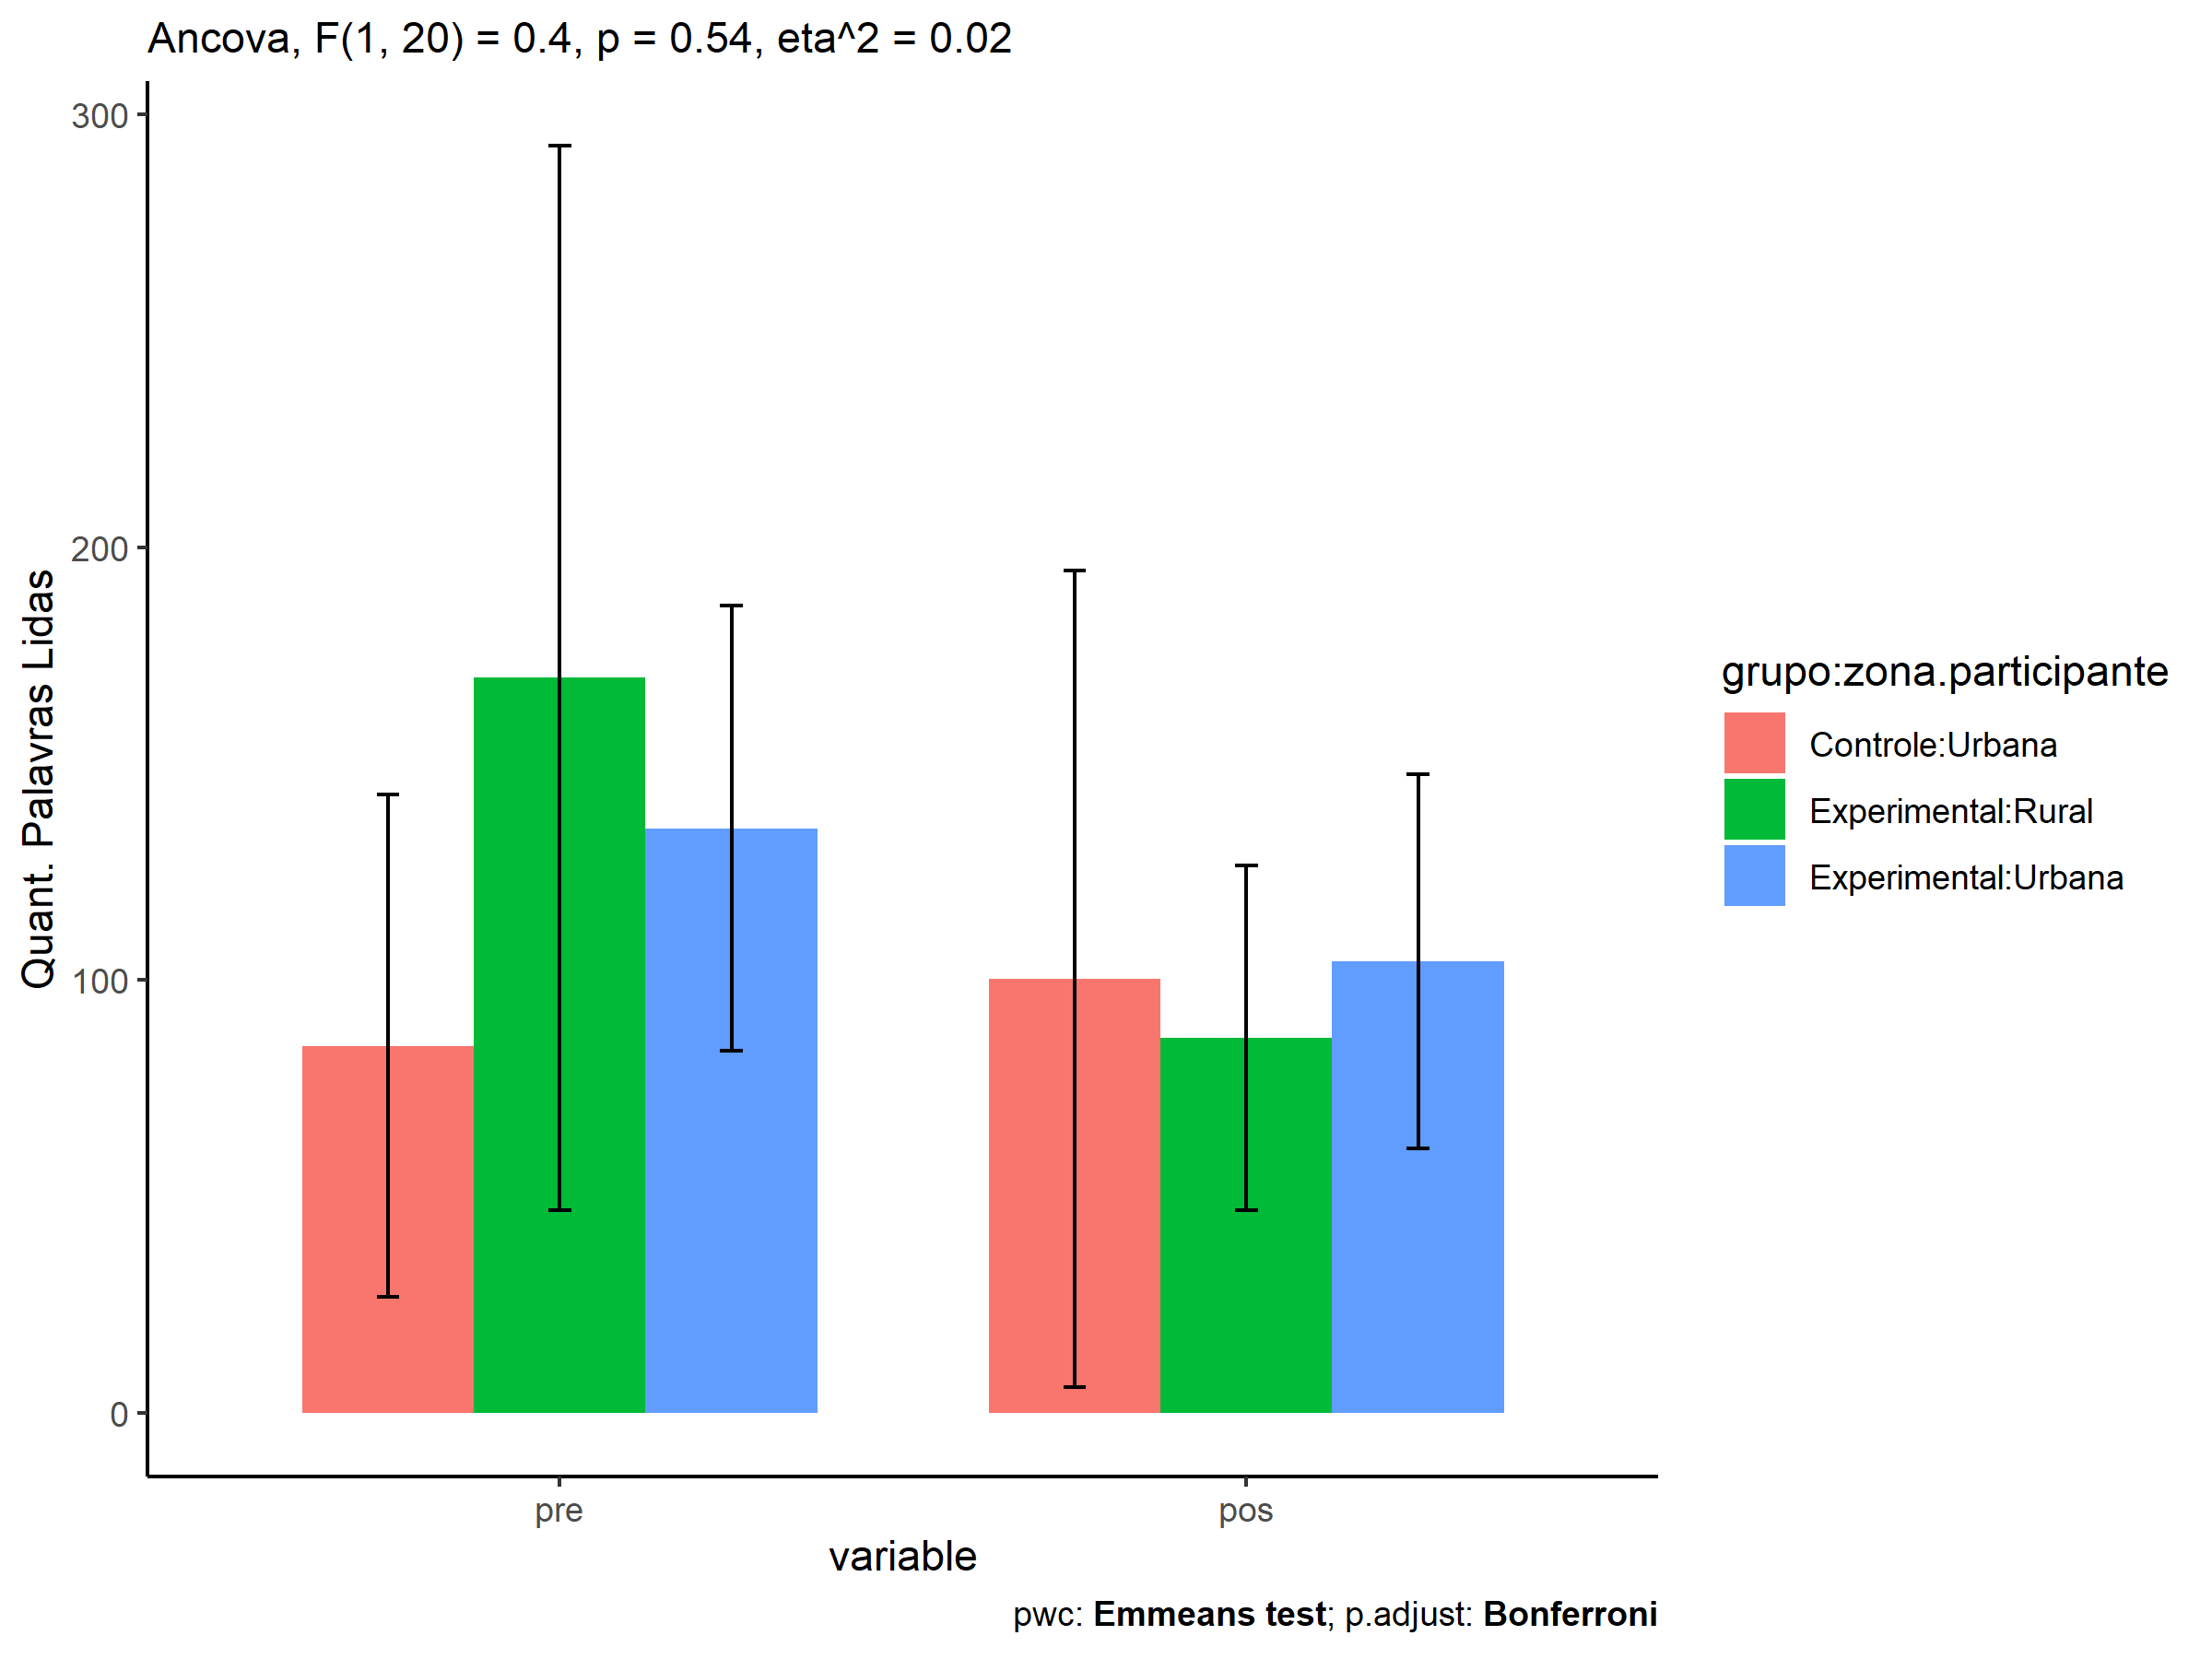 Ancova, F(1, 20) = 0.4, p = 0.54, eta^2 = 0.02
Quant. Palavras Lidas
300
200
100
0
pre
pos
variable
grupo:zona.participante
Controle:Urbana
Experimental:Rural
Experimental:Urbana
pwc: Emmeans test; p.adjust: Bonferroni